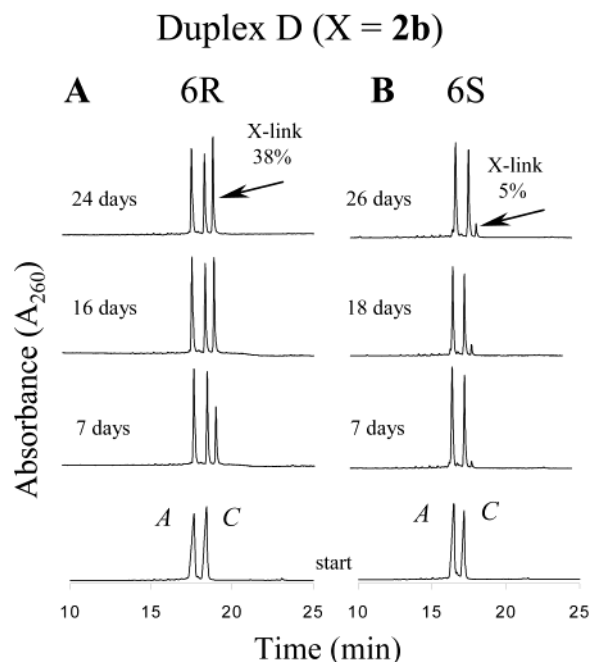 Duplex D (X = 2b)
A 6R
X-link
38%
24 days
16 days
7 days
A C
10 15 20 25
B 6S
X-link
5%
26 days
18 days
7 days
A C
start
10 15 20 25
Absorbance (A260)
Time (min)